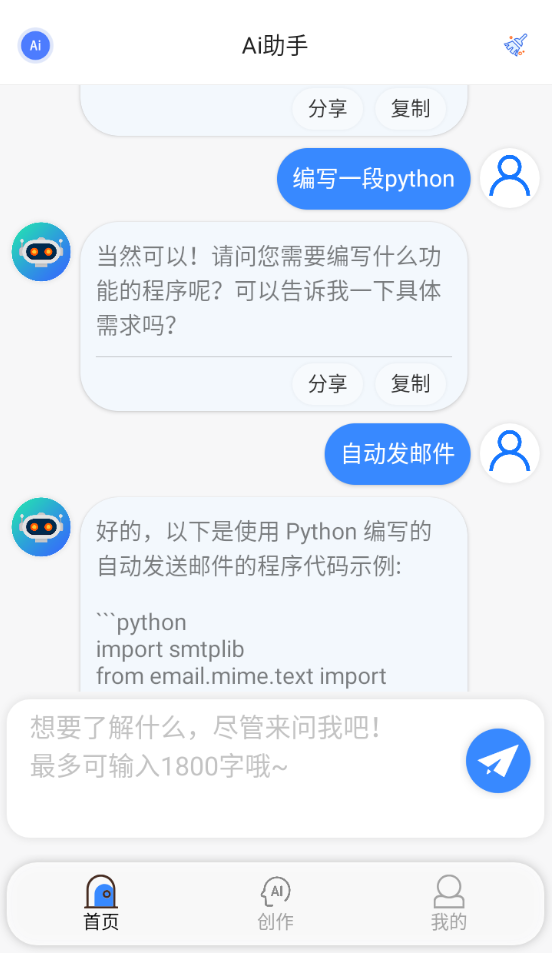 Ai
Ai助手
分享
复制
编写一段python
当然可以！请问您需要编写什么功
能的程序呢？可以告诉我一下具体
需求吗？
分享
复制
自动发邮件
好的，以下是使用 Python 编写的
自动发送邮件的程序代码示例:
```python
import smtplib
from email.mime.text import
想要了解什么，尽管来问我吧！
最多可输入1800字哦~
AI
首页
创作
我的